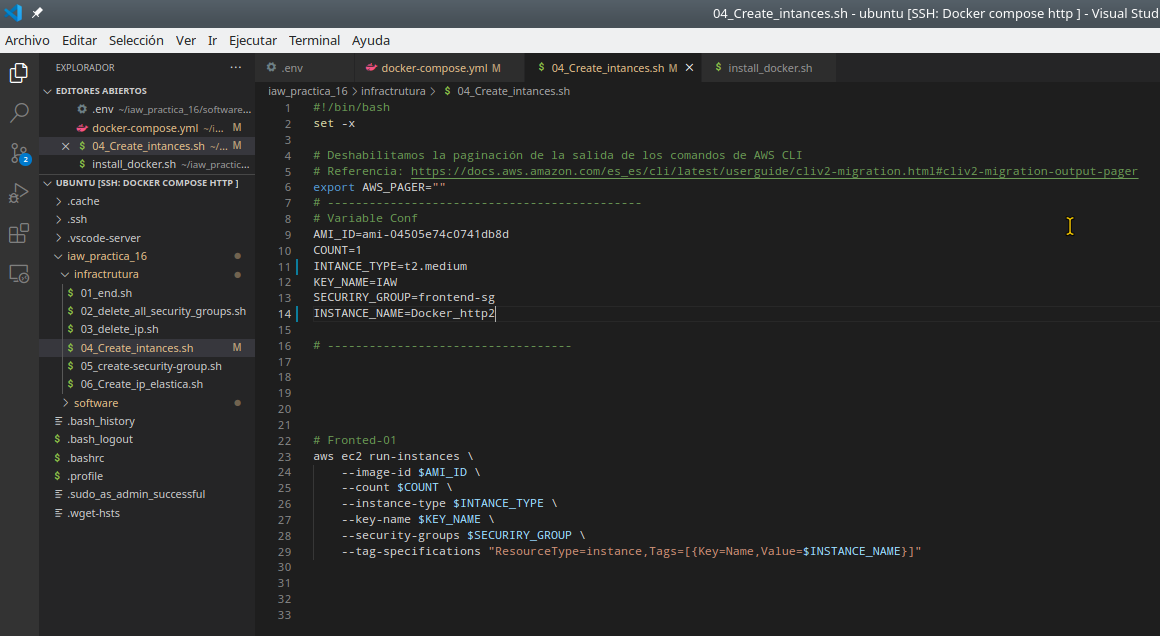 04_Create_intances.sh - ubuntu [SSH: Docker compose http ] - Visual Stud
Archivo Editar Selección Ver Ir Ejecutar Terminal Ayuda
EXPLORADOR ...
.env docker-compose.yml M $ 04_Create_intances.sh M × $ install_docker.sh
EDITORES ABIERTOS
.env ~/iaw_practica_16/software...
docker-compose.yml ~/i... M
× $ 04_Create_intances.sh ~/... M
$ install_docker.sh ~/iaw_practic...
UBUNTU [SSH: DOCKER COMPOSE HTTP ]
.cache
.ssh
.vscode-server
iaw_practica_16
infractrutura
$ 01_end.sh
$ 02_delete_all_security_groups.sh
$ 03_delete_ip.sh
$ 04_Create_intances.sh M
$ 05_create-security-group.sh
$ 06_Create_ip_elastica.sh
software
.bash_history
$ .bash_logout
$ .bashrc
$ .profile
.sudo_as_admin_successful
.wget-hsts
2
iaw_practica_16 > infractrutura > $ 04_Create_intances.sh
1 #!/bin/bash
2 set -x
3
4 # Deshabilitamos la paginación de la salida de los comandos de AWS CLI
5 # Referencia: https://docs.aws.amazon.com/es_es/cli/latest/userguide/cliv2-migration.html#cliv2-migration-output-pager
6 export AWS_PAGER=""
7 # ---------------------------------------------
8 # Variable Conf
9 AMI_ID=ami-04505e74c0741db8d
10 COUNT=1
11 INTANCE_TYPE=t2.medium
12 KEY_NAME=IAW
13 SECURIRY_GROUP=frontend-sg
14 INSTANCE_NAME=Docker_http2
15
16 # -----------------------------------
17
18
19
20
21
22 # Fronted-01
23 aws ec2 run-instances \
24 --image-id $AMI_ID \
25 --count $COUNT \
26 --instance-type $INTANCE_TYPE \
27 --key-name $KEY_NAME \
28 --security-groups $SECURIRY_GROUP \
29 --tag-specifications "ResourceType=instance,Tags=[{Key=Name,Value=$INSTANCE_NAME}]"
30
31
32
33